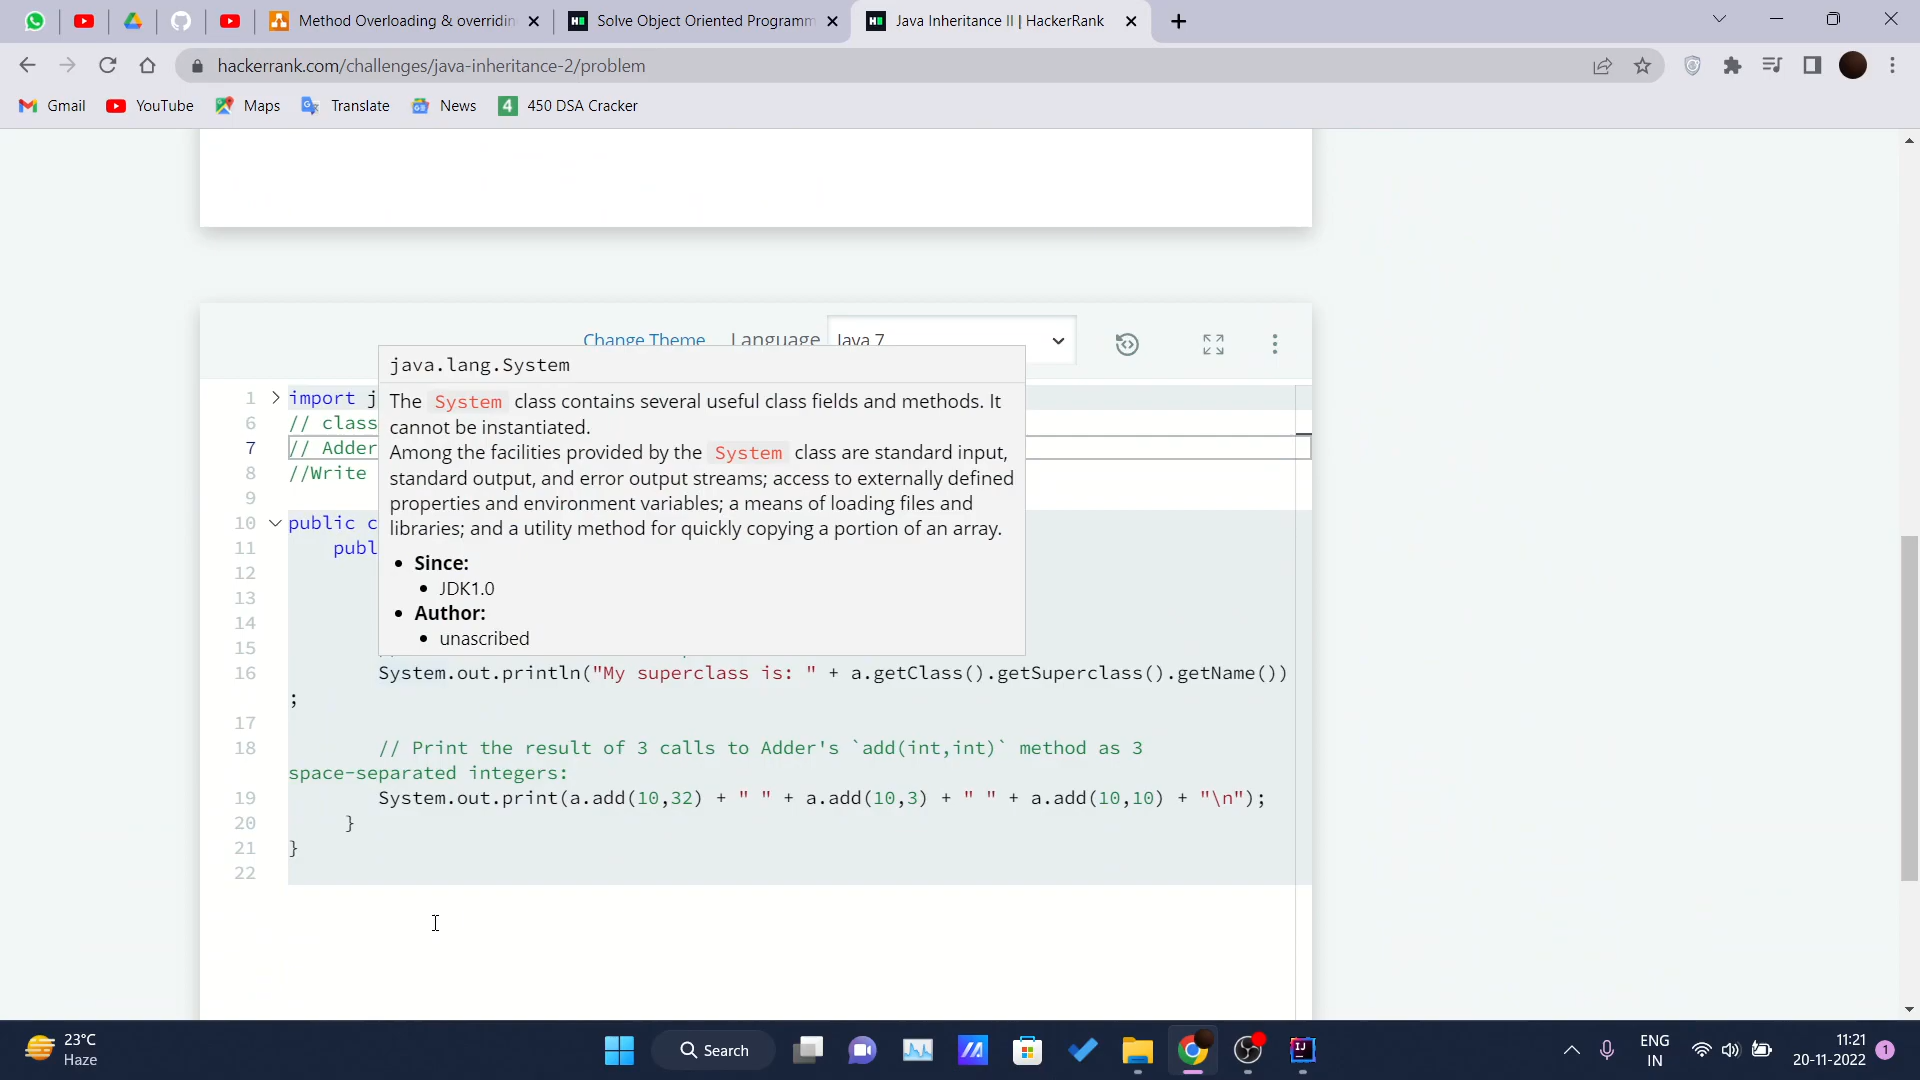 Method Overloading & overridin
Solve Object Oriented Programm
Java Inheritance II | HackerRank
hackerrank.com/challenges/java-inheritance-2/problem
Gmail
YouTube
Maps
Translate
News
4
450 DSA Cracker
Change Theme
Language
Java 7
java.lang.System
The System class contains several useful class fields and methods. It
cannot be instantiated.
Among the facilities provided by the System class are standard input,
standard output, and error output streams; access to externally defined
properties and environment variables; a means of loading files and
libraries; and a utility method for quickly copying a portion of an array.
Since:
JDK1.0
Author:
unascribed
1 import j
6 // class
7 // Adder
8 //Write
9
10 public c
11 publ
12
13
14
15
16 System.out.println("My superclass is: " + a.getClass().getSuperclass().getName())
;
17
18 // Print the result of 3 calls to Adder's `add(int,int)` method as 3
space-separated integers:
19 System.out.print(a.add(10,32) + " " + a.add(10,3) + " " + a.add(10,10) + "\n");
20 }
21 }
22
23°C
Haze
Search
ENG
IN
11:21
20-11-2022
1